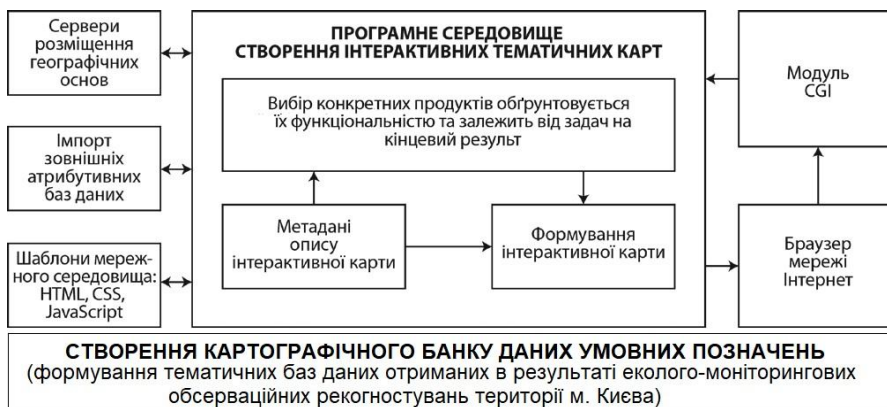 Сервери
розміщення
географічних
основ
Імпорт
зовнішніх
атрибутивних
баз даних
Шаблони мереж-
ного середовища:
HTML, CSS,
JavaScript
ПРОГРАМНЕ СЕРЕДОВИЩЕ
СТВОРЕННЯ ІНТЕРАКТИВНИХ ТЕМАТИЧНИХ КАРТ
Вибір конкретних продуктів обґрунтовується
їх функціональністю та залежить від задач на
кінцевий результ
Метадані
опису
інтерактивної карти
Формування
інтерактивної карти
Модуль
CGI
Браузер
мережі
Інтернет
СТВОРЕННЯ КАРТОГРАФІЧНОГО БАНКУ ДАНИХ УМОВНИХ ПОЗНАЧЕНЬ
(формування тематичних баз даних отриманих в результаті еколого-моніторингових
обсерваційних рекогностувань території м. Києва)